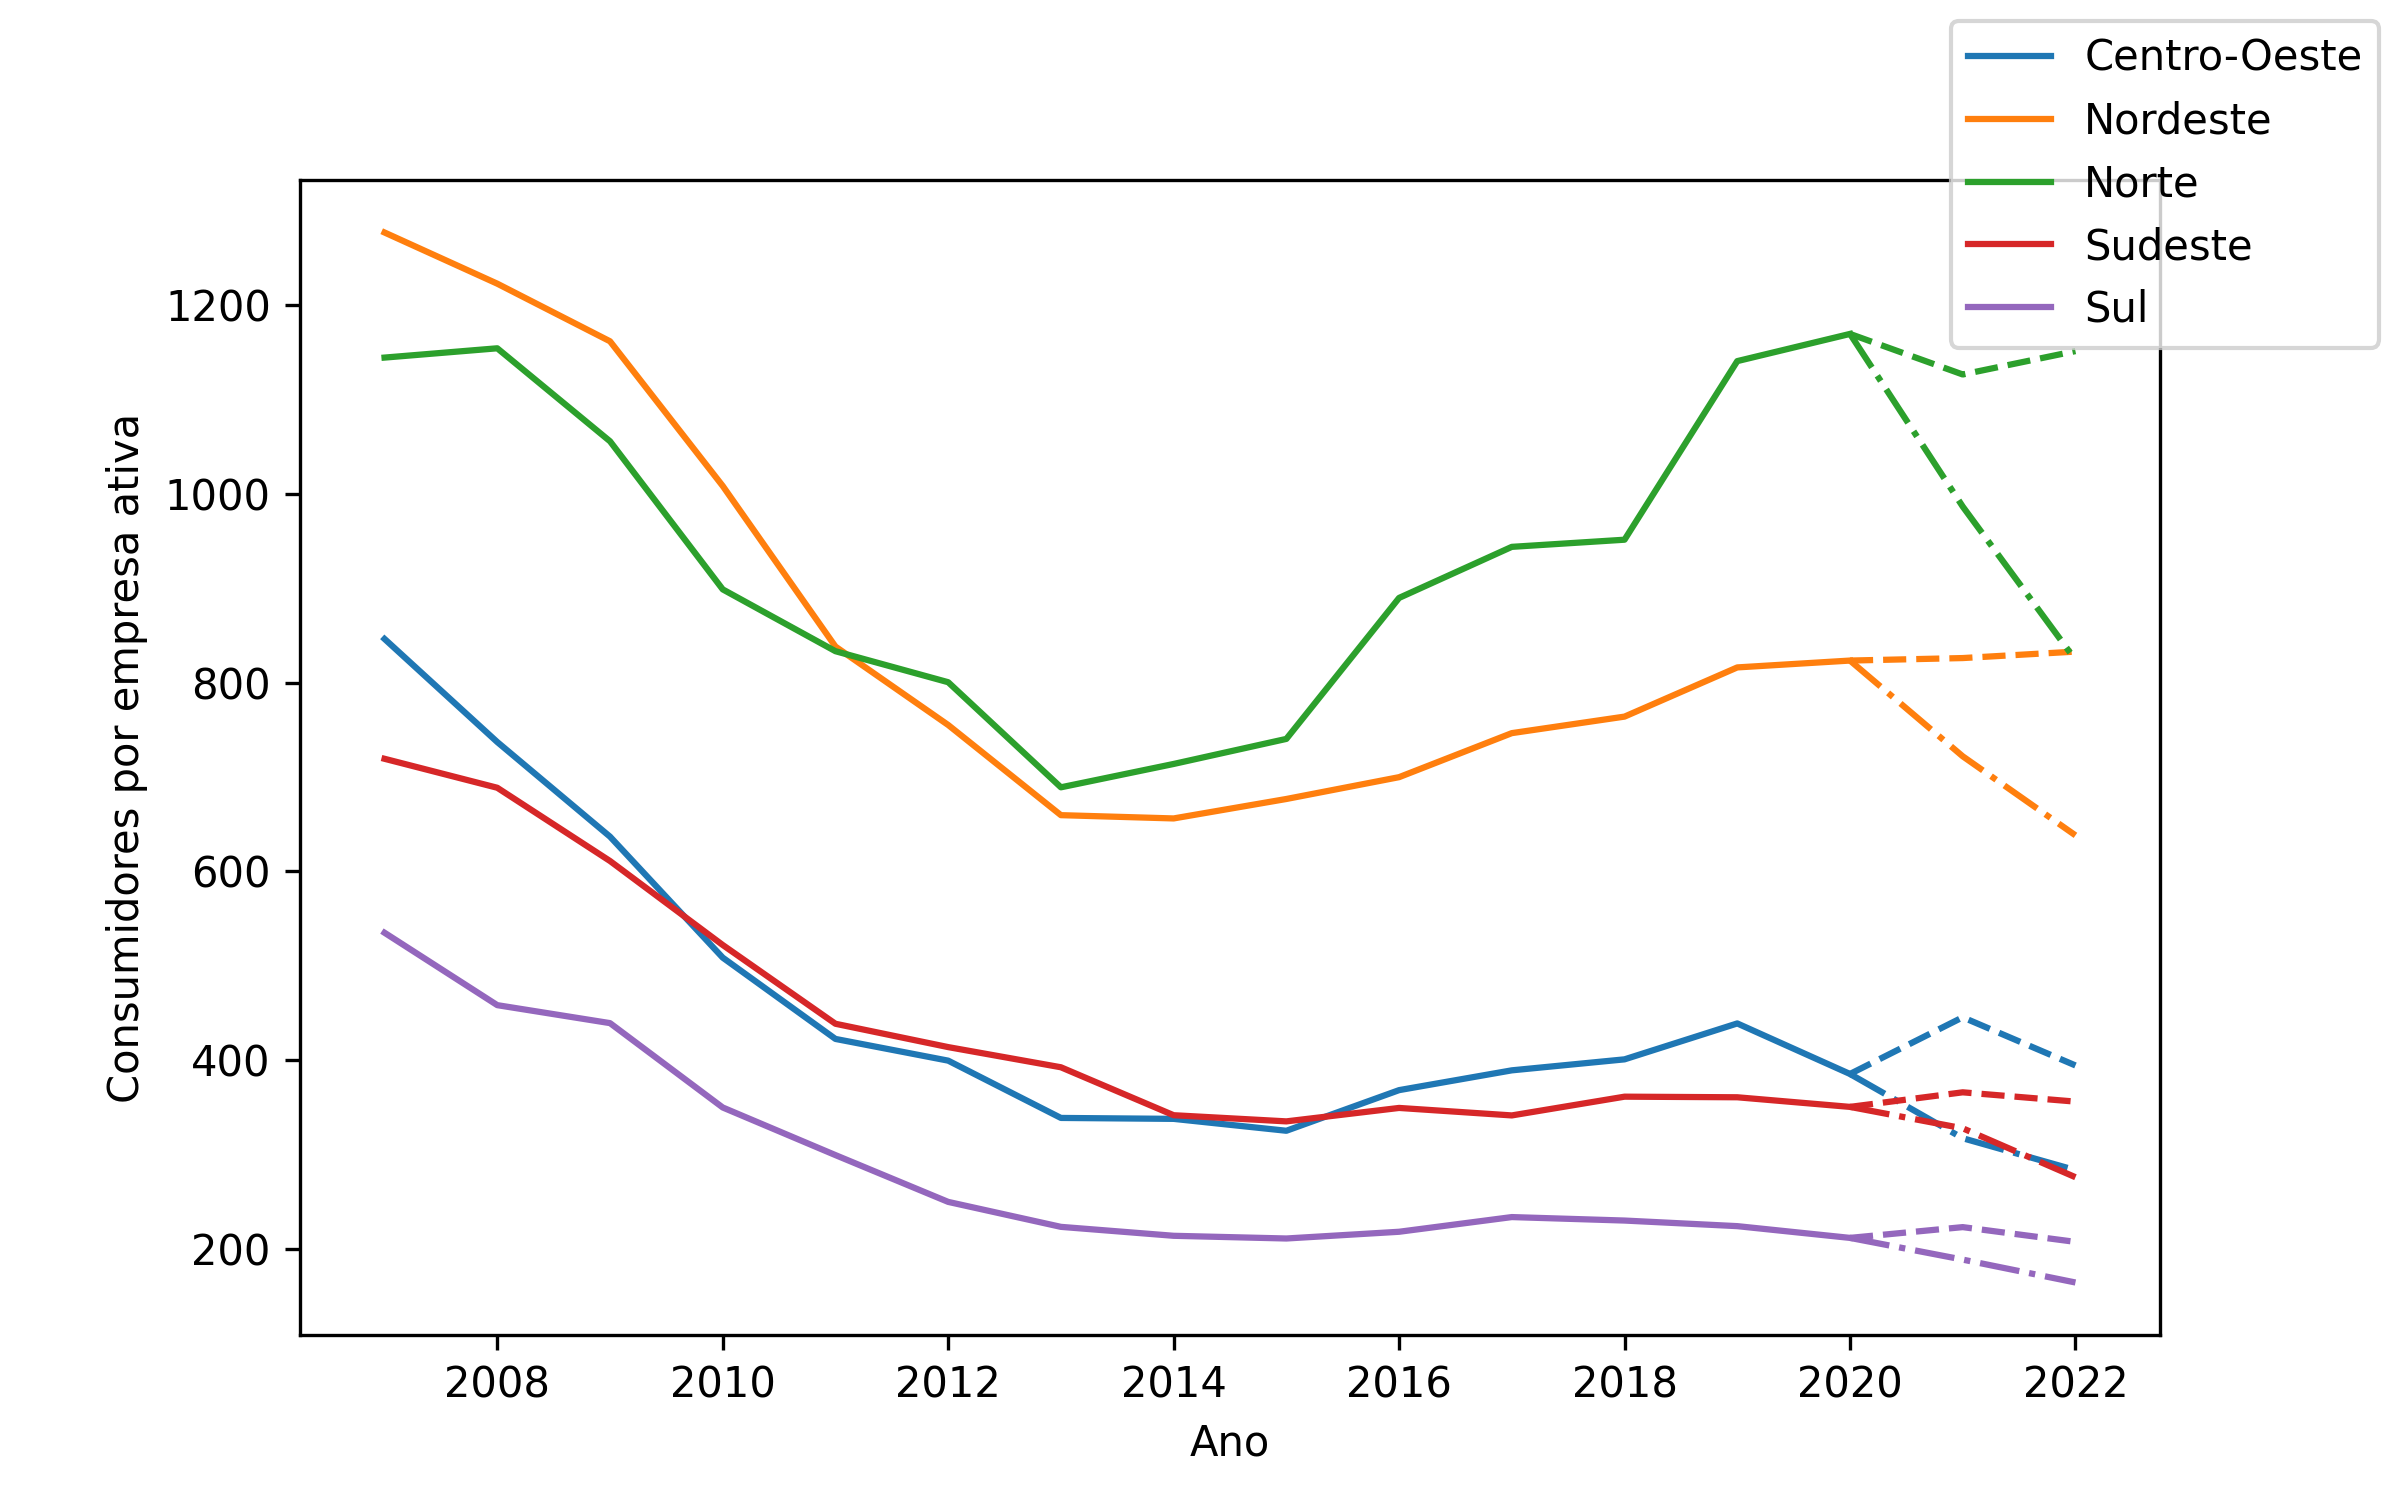 Centro-Oeste
Nordeste
Norte
Sudeste
Sul
1200
1000
800
600
400
200
Consumidores por empresa ativa
2008 2010 2012 2014 2016 2018 2020 2022
Ano